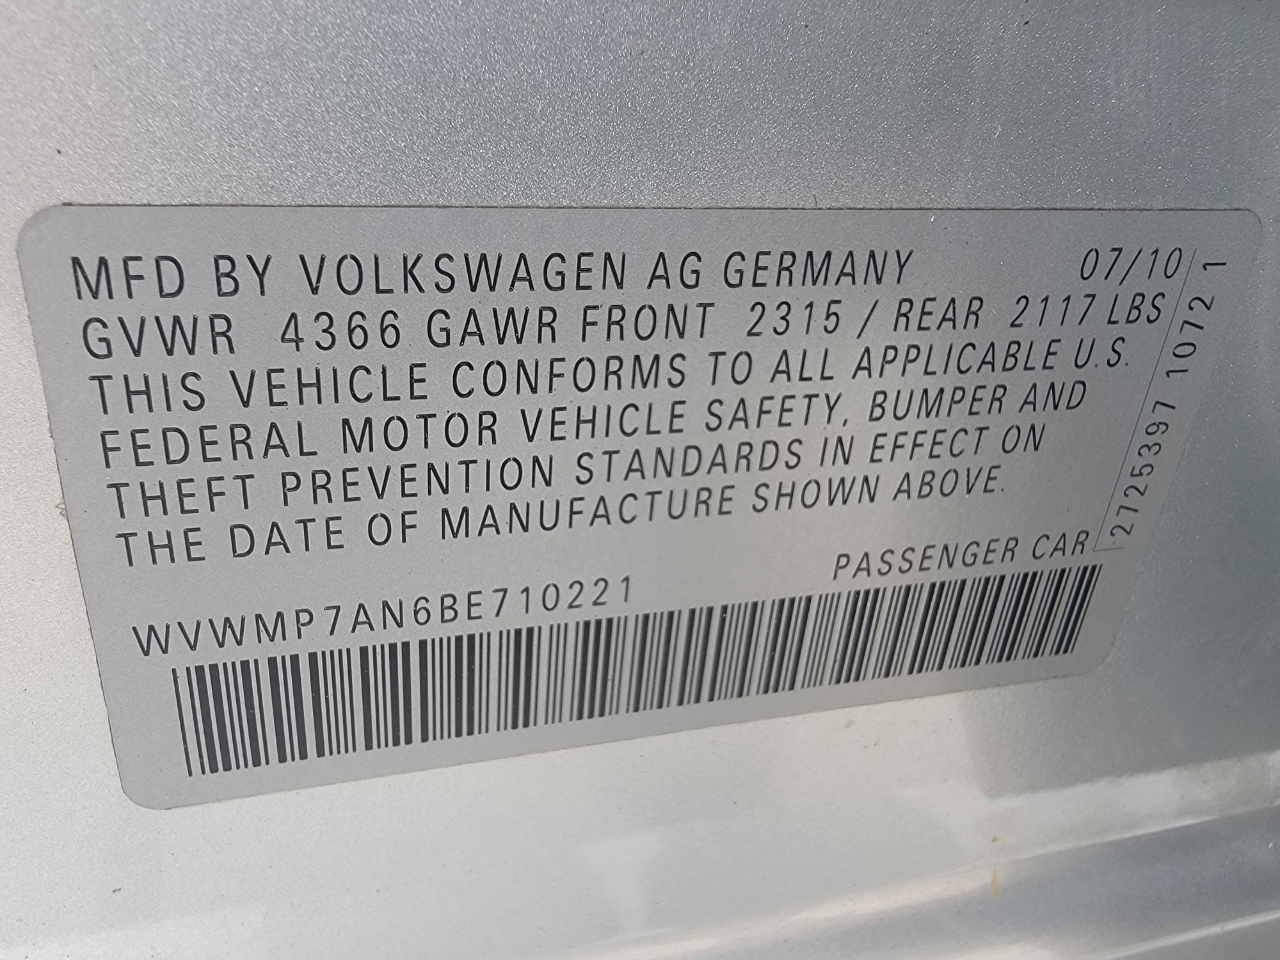 MFD BY VOLKSWAGEN AG GERMANY 07/10
GVWR 4366 GAWR FRONT 2315 / REAR 2117 LBS
THIS VEHICLE CONFORMS TO ALL APPLICABLE U.S.
FEDERAL MOTOR VEHICLE SAFETY, BUMPER AND
THEFT PREVENTION STANDARDS IN EFFECT ON
THE DATE OF MANUFACTURE SHOWN ABOVE.
PASSENGER CAR
WVWMP7AN6BE710221
2725397 10721